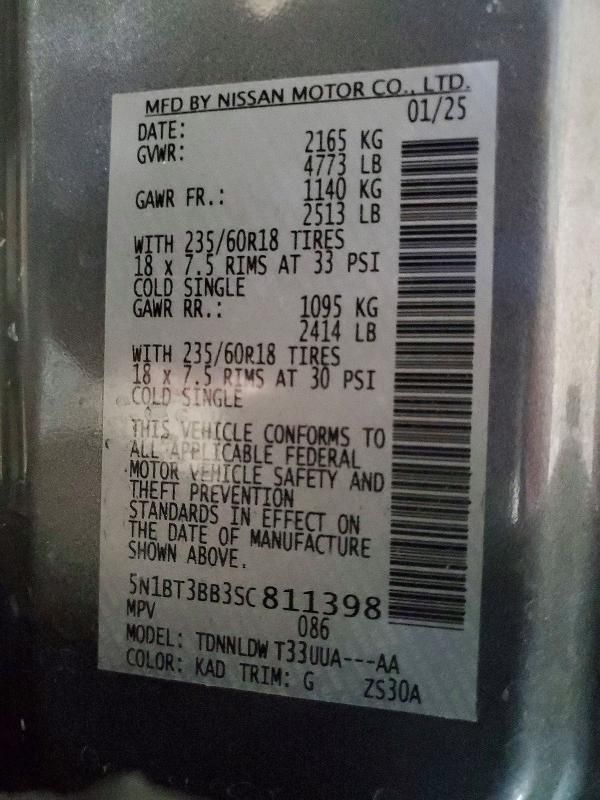 MFD BY NISSAN MOTOR CO., LTD.
DATE: 01/25
GVWR: 2165 KG
4773 LB
GAWR FR.: 1140 KG
2513 LB
WITH 235/60R18 TIRES
18 x 7.5 RIMS AT 33 PSI
COLD SINGLE
GAWR RR.: 1095 KG
2414 LB
WITH 235/60R18 TIRES
18 x 7.5 RIMS AT 30 PSI
COLD SINGLE
THIS VEHICLE CONFORMS TO
ALL APPLICABLE FEDERAL
MOTOR VEHICLE SAFETY AND
THEFT PREVENTION
STANDARDS IN EFFECT ON
THE DATE OF MANUFACTURE
SHOWN ABOVE.
5N1BT3BB3SC811398
MPV 086
MODEL: TDNNLDW T33UUA---AA
COLOR: KAD TRIM: G ZS30A